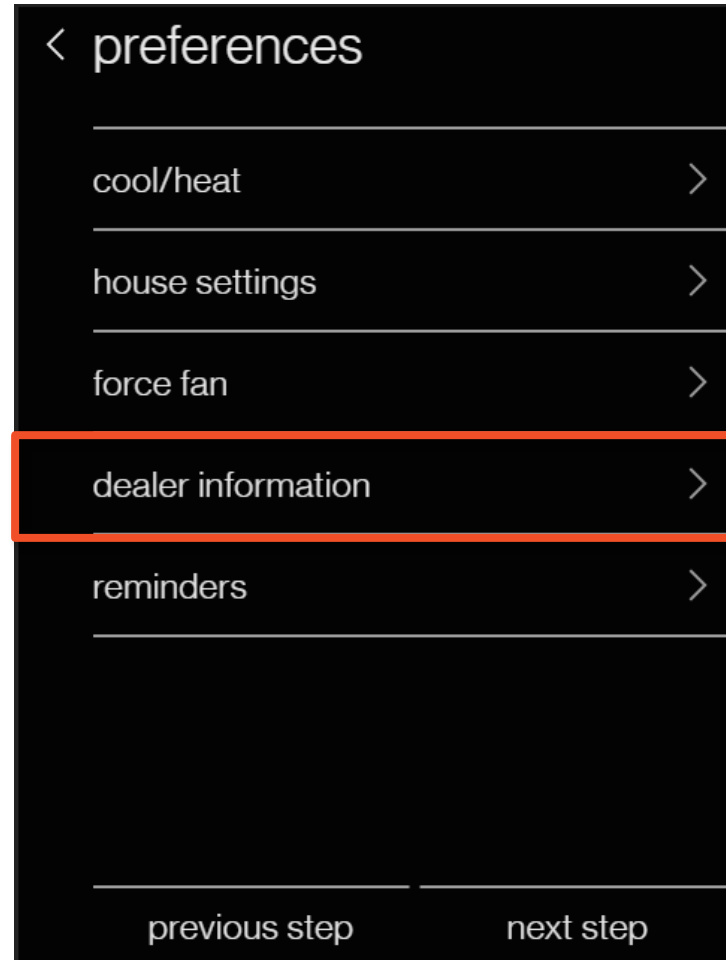 preferences
cool/heat
house settings
force fan
dealer information
reminders
previous step
next step